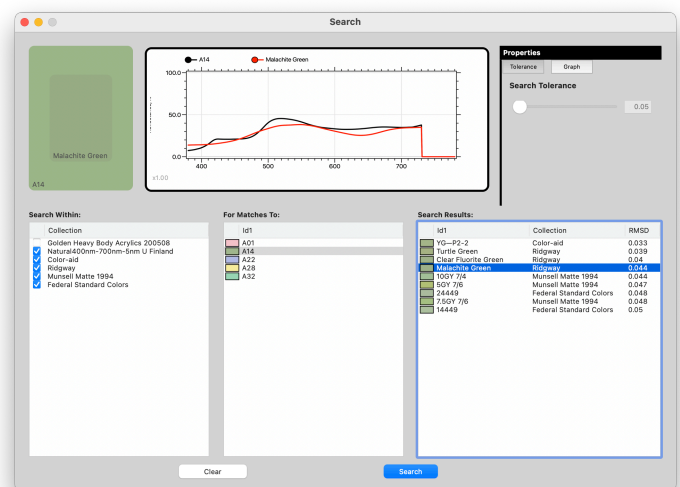 Search
A14
Malachite Green
100.0
50.0
0.0
400
500
600
700
x1.00
Malachite Green
A14
Properties
Tolerance
Graph
Search Tolerance
0.05
Search Within:
Collection
Golden Heavy Body Acrylics 200508
Natural400nm-700nm-5nm U Finland
Color-aid
Ridgway
Munsell Matte 1994
Federal Standard Colors
For Matches To:
Id1
A01
A14
A22
A28
A32
Search Results:
Id1 Collection RMSD
YG—P2-2 Color-aid 0.033
Turtle Green Ridgway 0.039
Clear Fluorite Green Ridgway 0.04
Malachite Green Ridgway 0.044
10GY 7/4 Munsell Matte 1994 0.044
5GY 7/6 Munsell Matte 1994 0.047
24449 Federal Standard Colors 0.048
7.5GY 7/6 Munsell Matte 1994 0.048
14449 Federal Standard Colors 0.05
Clear
Search